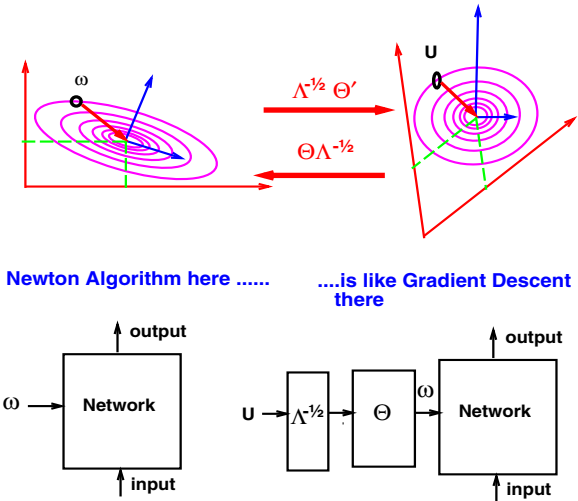 ω
U
Λ⁻½ Θ′
ΘΛ⁻½
Newton Algorithm here ...... ....is like Gradient Descent
there
output output
ω Network U Λ⁻½ Θ ω Network
input input